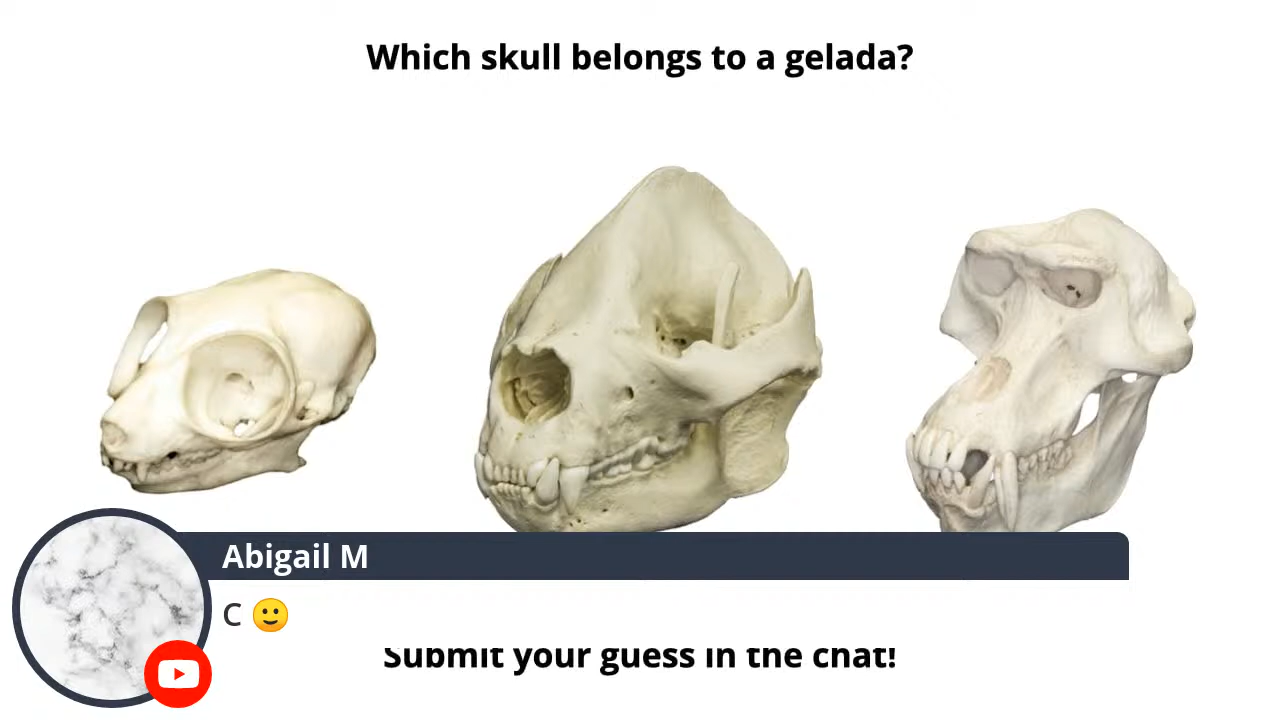 Which skull belongs to a gelada?
Abigail M
C 🙂
Submit your guess in the chat!